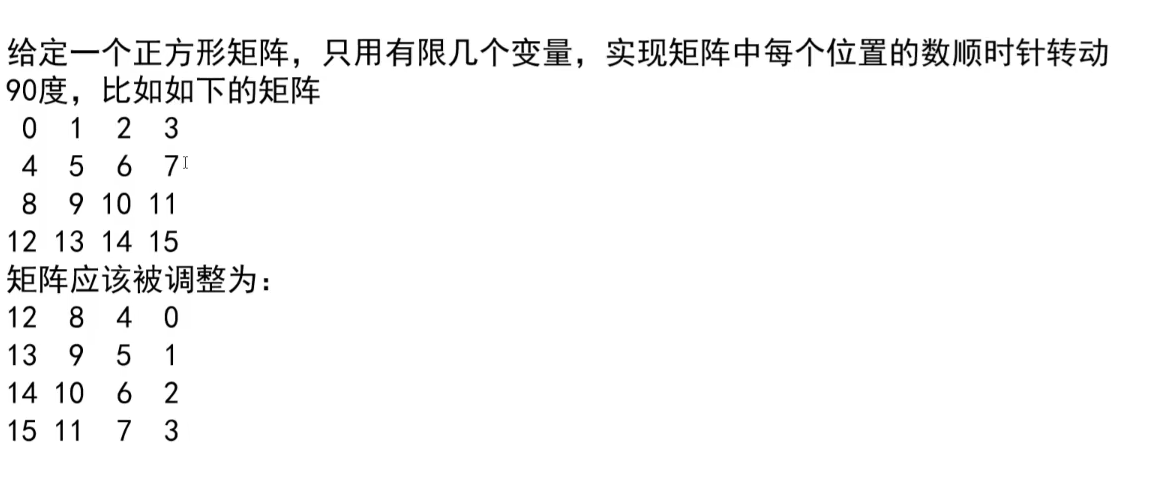 给定一个正方形矩阵，只用有限几个变量，实现矩阵中每个位置的数顺时针转动
90度，比如如下的矩阵
0 1 2 3
4 5 6 7
8 9 10 11
12 13 14 15
矩阵应该被调整为：
12 8 4 0
13 9 5 1
14 10 6 2
15 11 7 3